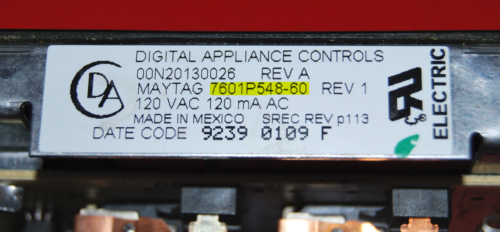 DIGITAL APPLIANCE CONTROLS
00N20130026 REV A
MAYTAG 7601P548-60 REV 1
120 VAC 120 mA AC
MADE IN MEXICO SREC REV p113
DATE CODE 9239 0109 F
CDA
ELECTRIC